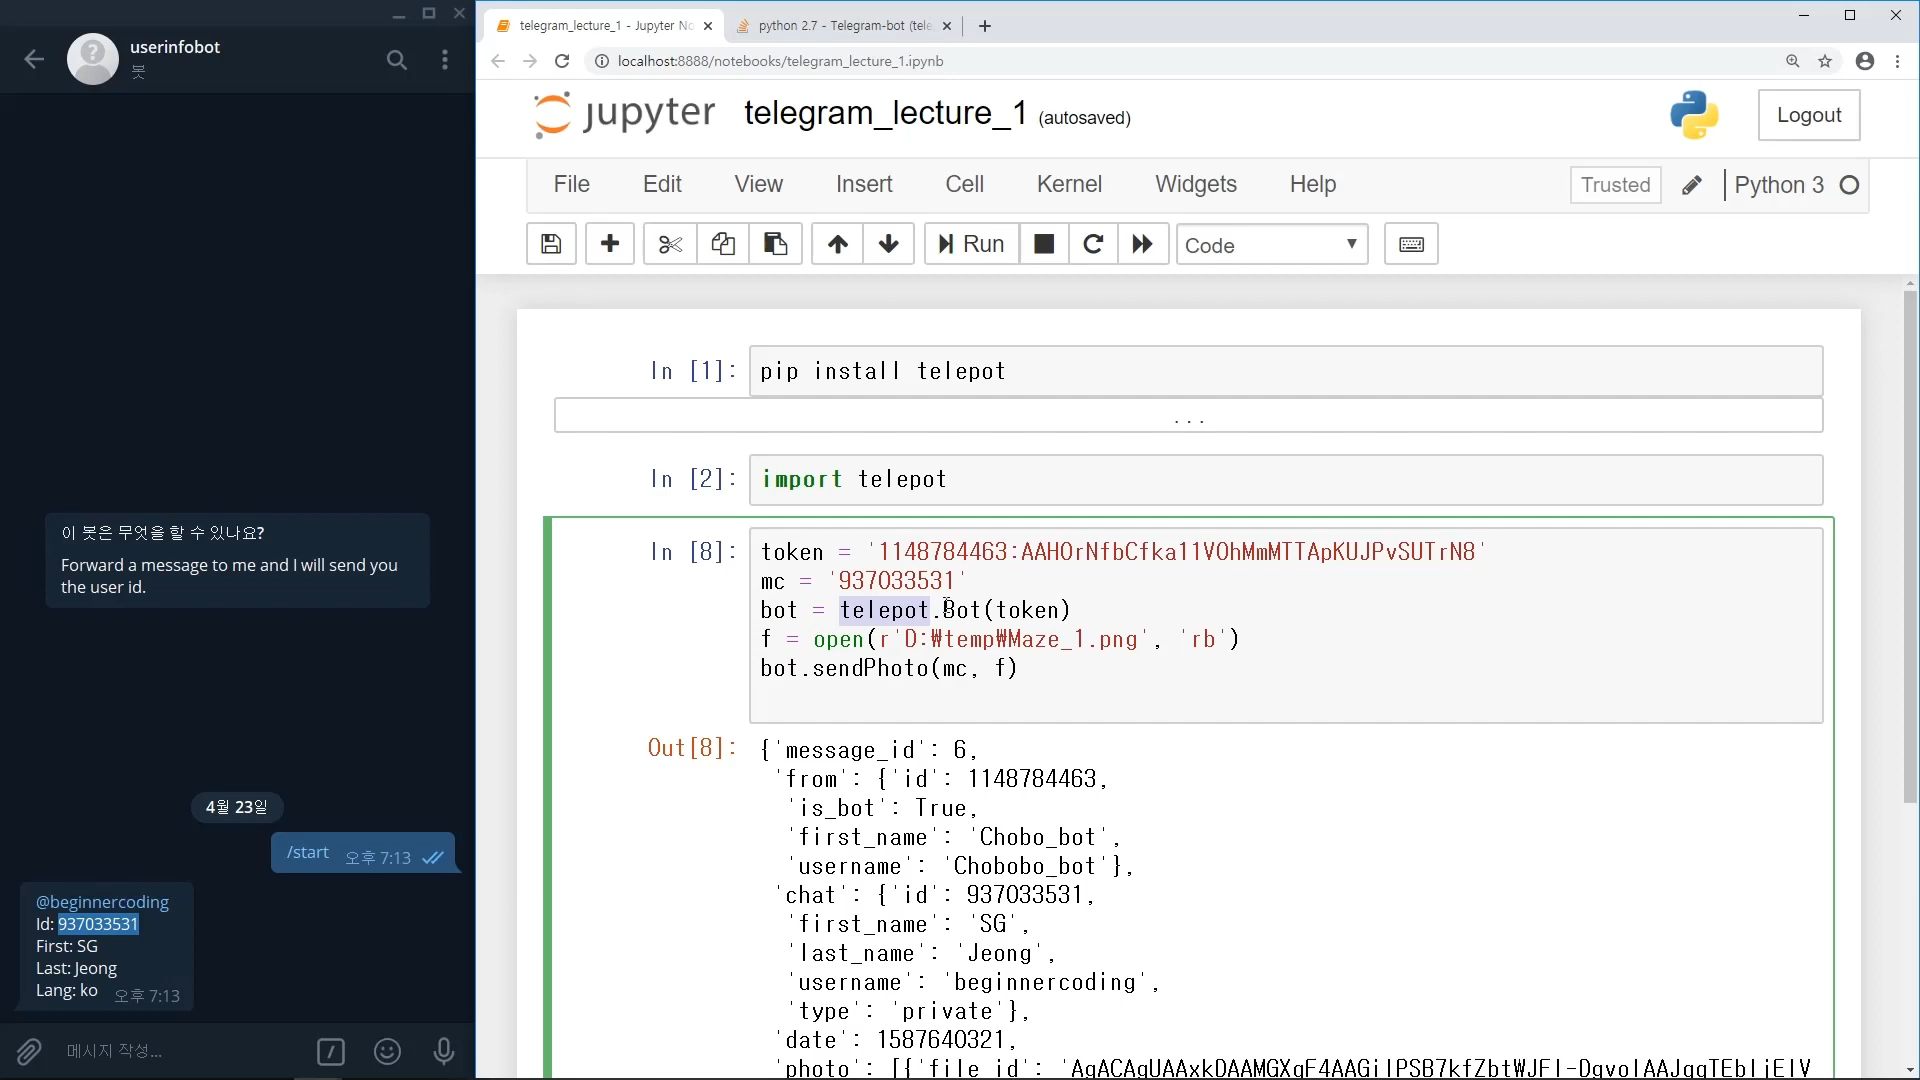 userinfobot
봇
이 봇은 무엇을 할 수 있나요?
Forward a message to me and I will send you
the user id.
4월 23일
/start 오후 7:13
@beginnercoding
Id: 937033531
First: SG
Last: Jeong
Lang: ko 오후 7:13
메시지 작성...
telegram_lecture_1 - Jupyter No
python 2.7 - Telegram-bot (tele
localhost:8888/notebooks/telegram_lecture_1.ipynb
jupyter telegram_lecture_1 (autosaved)
Logout
File Edit View Insert Cell Kernel Widgets Help
Trusted Python 3
Run Code
In [1]: pip install telepot
...
In [2]: import telepot
In [8]: token = '1148784463:AAHOrNfbCfka11VOhMmMTTApKUJPvSUTrN8'
mc = '937033531'
bot = telepot.Bot(token)
f = open(r'D:₩temp₩Maze_1.png', 'rb')
bot.sendPhoto(mc, f)
Out[8]: {'message_id': 6,
'from': {'id': 1148784463,
'is_bot': True,
'first_name': 'Chobo_bot',
'username': 'Chobobo_bot'},
'chat': {'id': 937033531,
'first_name': 'SG',
'last_name': 'Jeong',
'username': 'beginnercoding',
'type': 'private'},
'date': 1587640321,
'photo': [{'file_id':